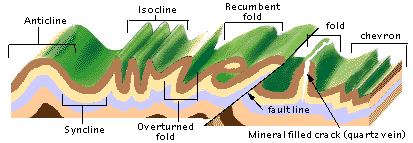 Anticline
Isocline
Recumbent
fold
fold
chevron
Syncline
Overturned
fold
fault line
Mineral filled crack (quartz vein)